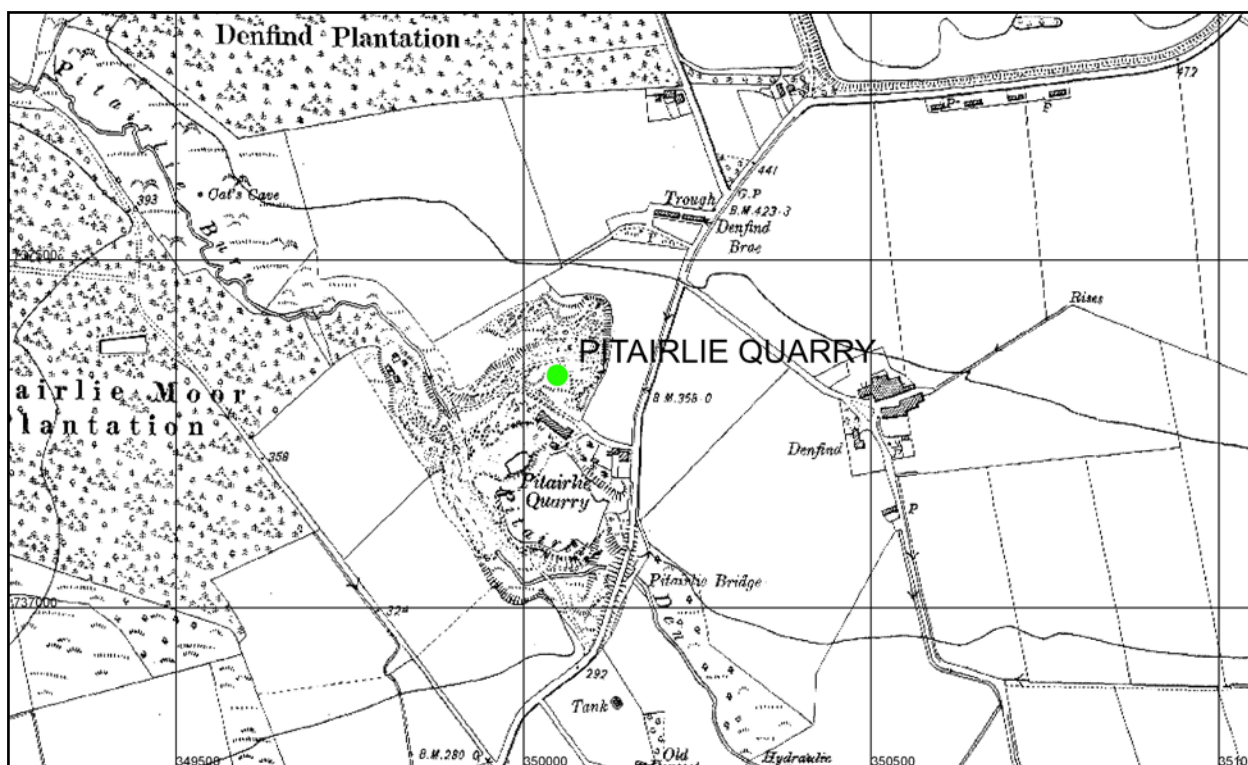 Denfind Plantation
472
P
F
Pitairlie Burn
441
Cat's Cave
393
Trough
G.P
B.M.423·3
Denfind
Brae
737500
Rises
PITAIRLIE QUARRY
B.M.358·0
airlie Moor
Plantation
358
Denfind
Pitairlie
Quarry
Pitairlie
P
Pitairlie Bridge
Den
737000
324
292
Tank
B.M.280
Old
Hydraulic
349500
350000
350500
3510